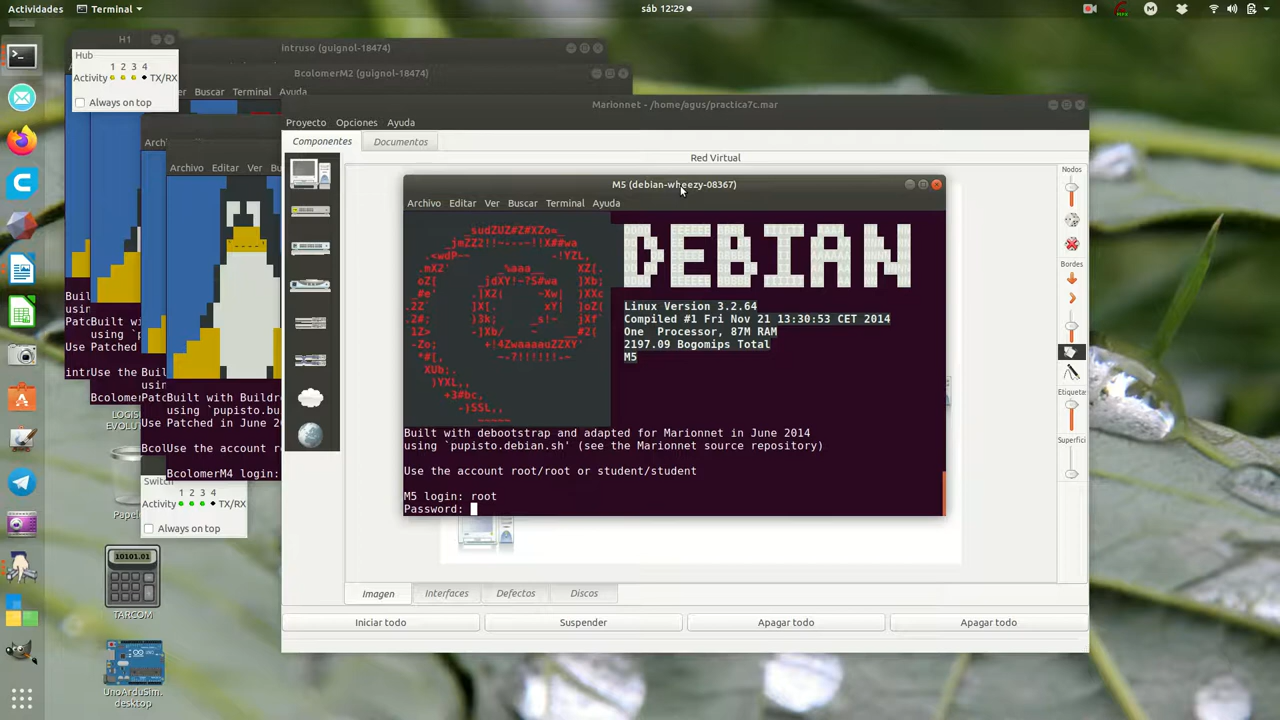 Actividades
Terminal
sáb 12:29
H1
Hub
1 2 3 4
Activity TX/RX
Always on top
intruso (guignol-18474)
BcolomerM2 (guignol-18474)
Buscar Terminal Ayuda
Marionnet - /home/agus/practica7c.mar
Proyecto Opciones Ayuda
Componentes Documentos
Red Virtual
Nodos
Bordes
Etiquetas
Superfici
Archivo Editar Ver
M5 (debian-wheezy-08367)
Archivo Editar Ver Buscar Terminal Ayuda
DEBIAN
Linux Version 3.2.64
Compiled #1 Fri Nov 21 13:30:53 CET 2014
One Processor, 87M RAM
2197.09 Bogomips Total
M5
Built with debootstrap and adapted for Marionnet in June 2014
using `pupisto.debian.sh' (see the Marionnet source repository)
Use the account root/root or student/student
M5 login: root
Password:
Built with Buildro
using `pupisto.bu
Use Patched in June 2
Use the account r
BcolomerM4 login:
Switch
1 2 3 4
Activity TX/RX
Always on top
10101.01
TARCOM
UnoArduSim.
desktop
Imagen Interfaces Defectos Discos
Iniciar todo Suspender Apagar todo Apagar todo